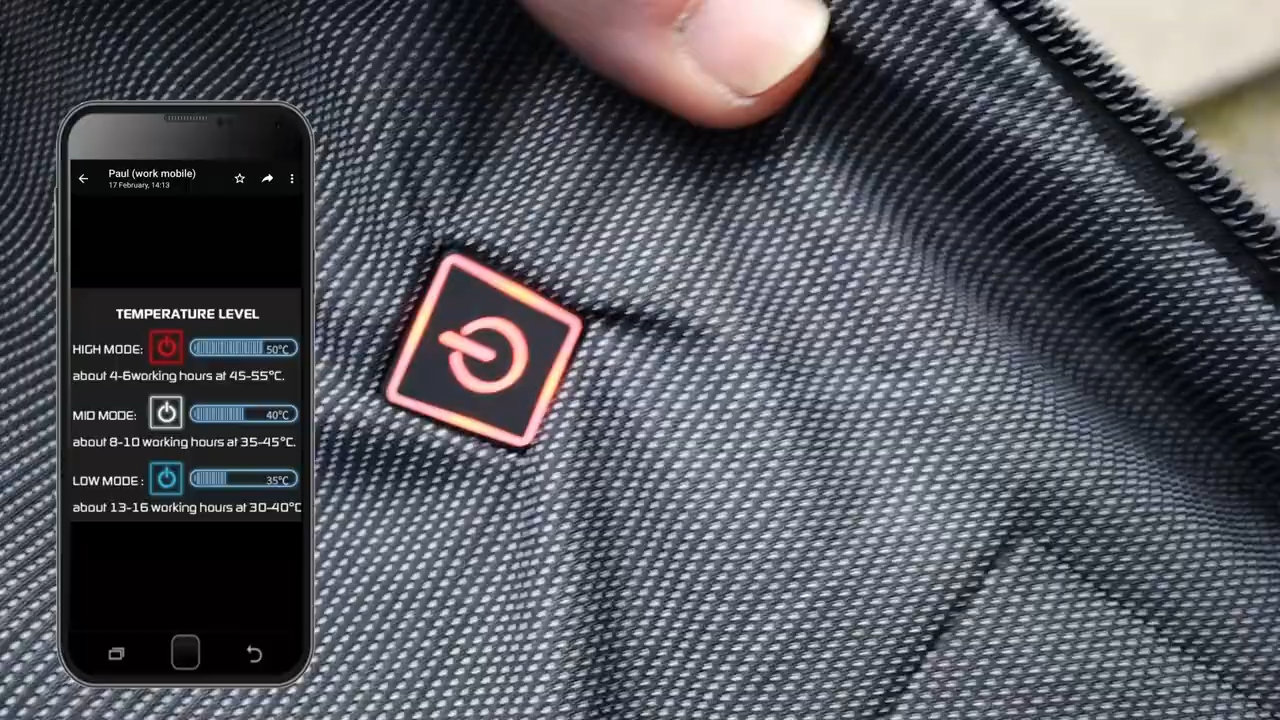 Paul (work mobile)
17 February, 14:13
TEMPERATURE LEVEL
HIGH MODE: 50°C
about 4-6working hours at 45-55°C.
MID MODE: 40°C
about 8-10 working hours at 35-45°C.
LOW MODE : 35°C
about 13-16 working hours at 30-40°C